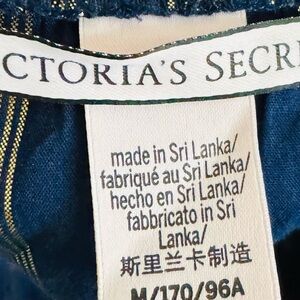 CTORIA'S SECR
made in Sri Lanka/
fabriqué au Sri Lanka/
hecho en Sri Lanka/
fabbricato in Sri
Lanka/
斯里兰卡制造
M/170/96A